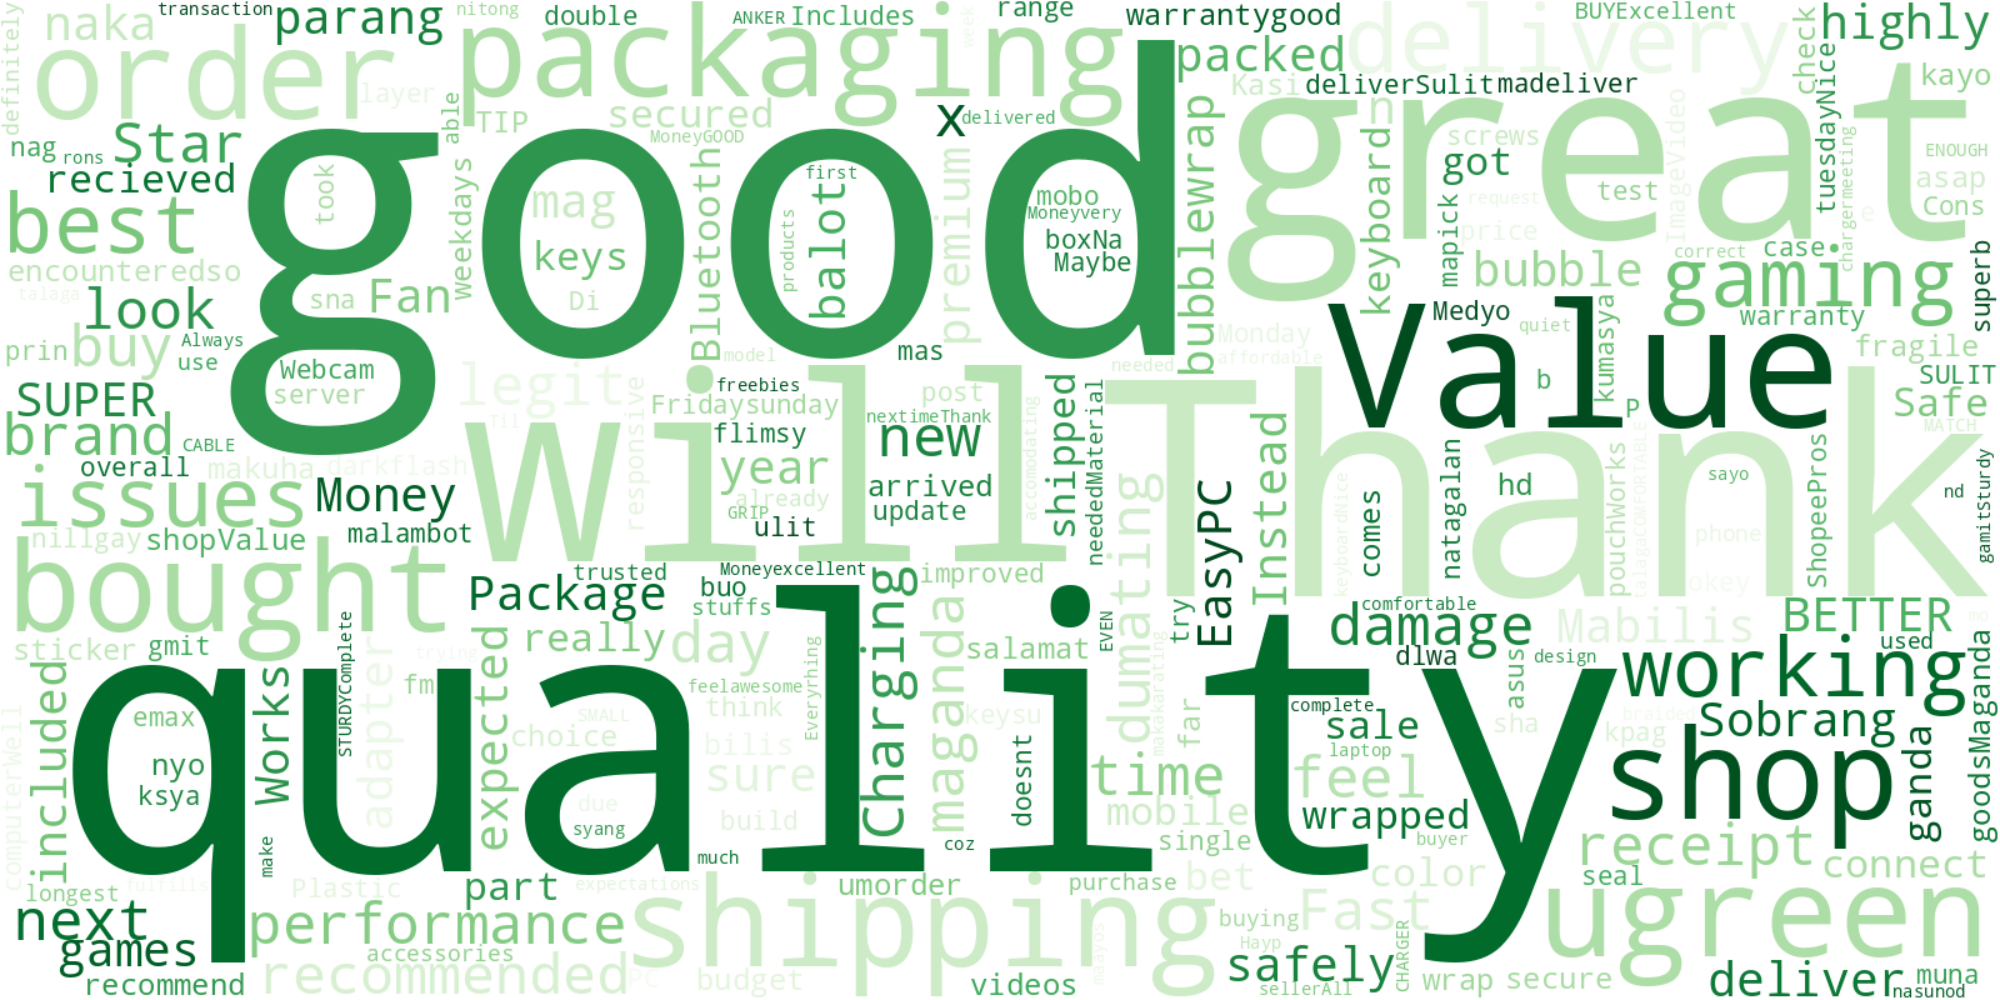 transaction
nitong
double
ANKER
Includes
range
warrantygood
BUYExcellent
highly
naka
parang
definitely
order
packaging
week
delivery
packed
check
kayo
layer
able
TIP
secured
x
delivered
Kasi
deliverSulit
madeliver
n
great
nag
rons
Star
MoneyGOOD
screws
tuesdayNice
ENOUGH
recieved
good
took
Bluetooth
first
premium
bubblewrap
keyboard
got
test
ImageVideo
chargermeeting
asap
best
weekdays
mag
balot
mobo
Moneyvery
request
Cons
keys
products
boxNa
Maybe
mapick
price
e
correct
case
encounteredso
bubble
gaming
superb
talaga
look
sna
Fan
Di
Medyo
warranty
prin
buy
Always
use
mas
Monday
quiet
kumasya
fragile
model
affordable
Value
Webcam
server
legit
freebies
post
needed
b
SULIT
SUPER
responsive
Fridaysunday
nextimeThank
accomodating
shipped
neededMaterial
Thank
P
Safe
brand
CABLE
Til
will
flimsy
new
Instead
MATCH
overall
makuha
darkflash
year
arrived
dumating
EasyPC
keyboardNice
comes
natagalan
hd
pouchWorks
talagaCOMFORTABLE
sayo
ShopeePros
nd
gamitSturdy
issues
Money
already
GRIP
update
ulit
phone
nillgay
shopValue
malambot
bought
trusted
Moneyexcellent
improved
okey
Package
buo
stuffs
Charging
maganda
EVEN
try
comfortable
damage
Mabilis
BETTER
mo
sticker
gmit
STURDYComplete
adapter
trying
expected
really
day
Everyrhing
salamat
makakarating
dlwa
design
used
working
included
Works
fm
feelawesome
think
keysu
doesnt
far
complete
asus
sha
kpag
braided
Sobrang
goodsMaganda
computerWell
emax
quality
SMALL
choice
bilis
sale
laptop
shop
ganda
nyo
ksya
sure
time
feel
due
syang
build
mobile
wrapped
make
much
coz
single
buyer
receipt
connect
longest
fulfills
Plastic
part
expectations
umorder
purchase
bet
color
seal
next
performance
shipping
maayos
buying
Fast
ugreen
games
accessories
Hayp
CHARGER
recommend
recommended
PC
budget
videos
safely
sellerAll
wrap
secure
deliver
muna
nasunod